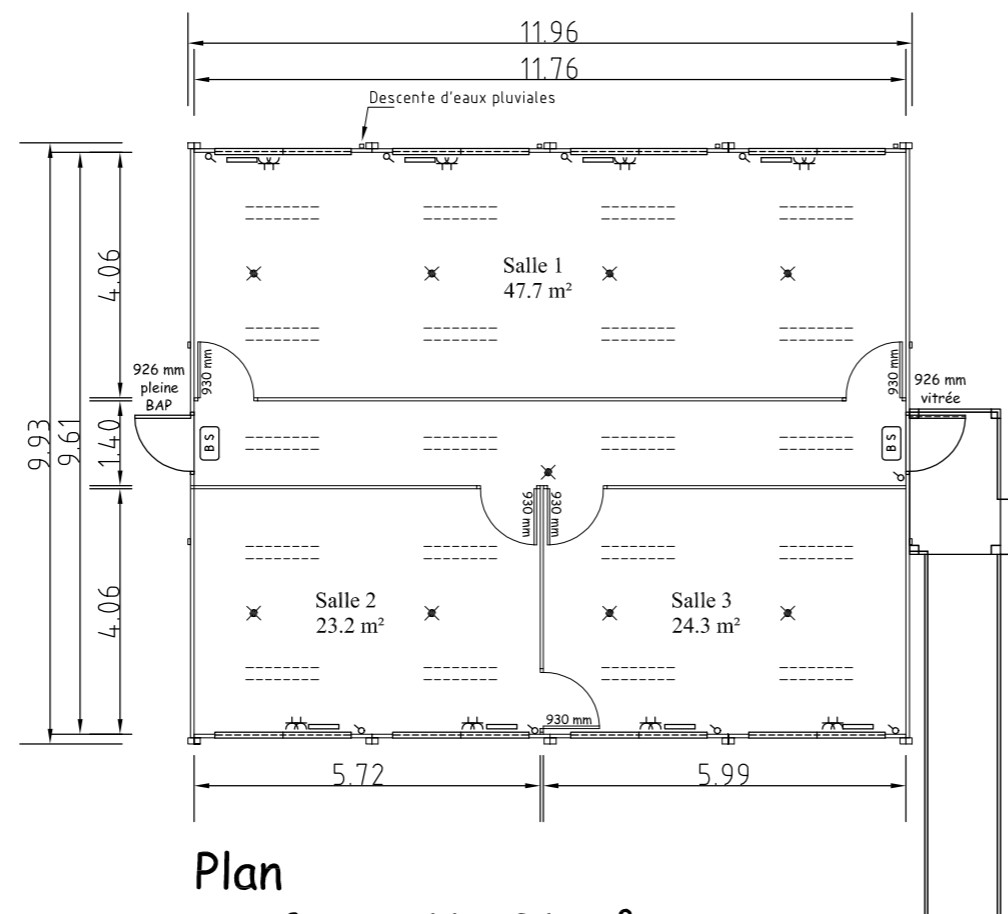 11.96
11.76
Descente d'eaux pluviales
4.06
Salle 1
47.7 m²
930 mm
930 mm
926 mm
pleine
BAP
926 mm
vitrée
9.93
9.61
1.40
BS
BS
930 mm
930 mm
4.06
Salle 2
23.2 m²
Salle 3
24.3 m²
930 mm
5.72
5.99
Plan